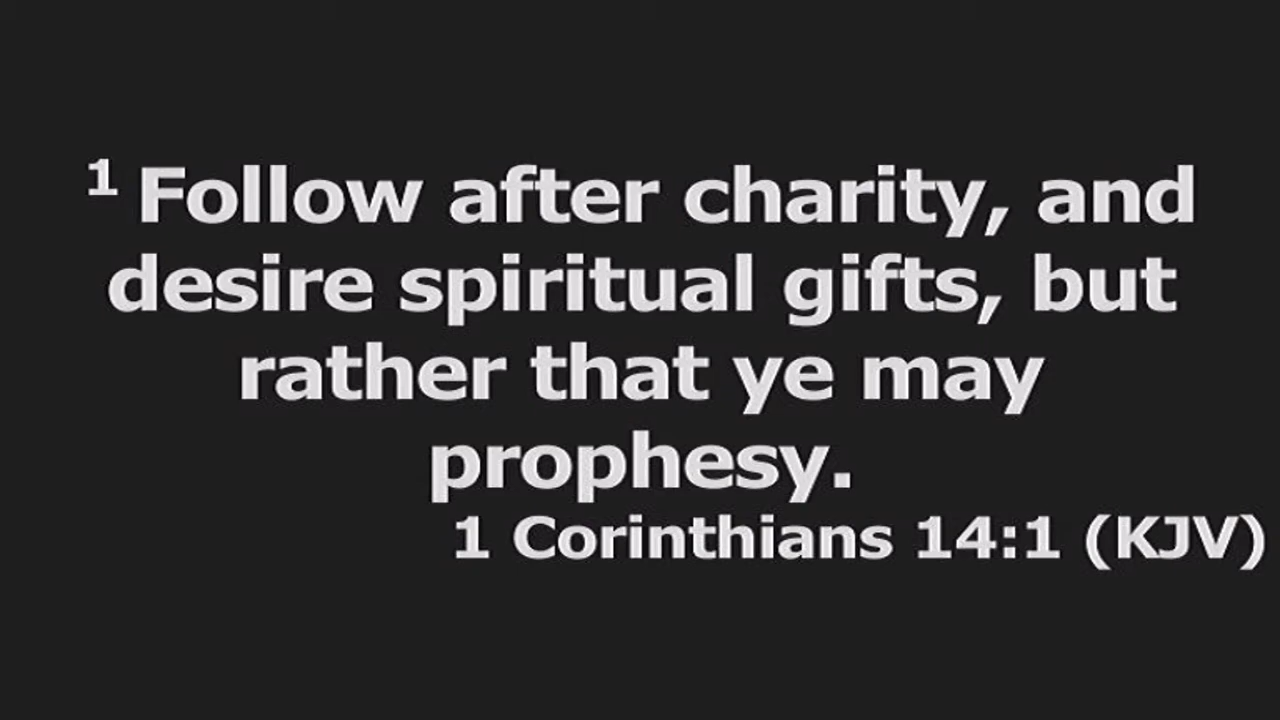 1 Follow after charity, and
desire spiritual gifts, but
rather that ye may
prophesy.
1 Corinthians 14:1 (KJV)